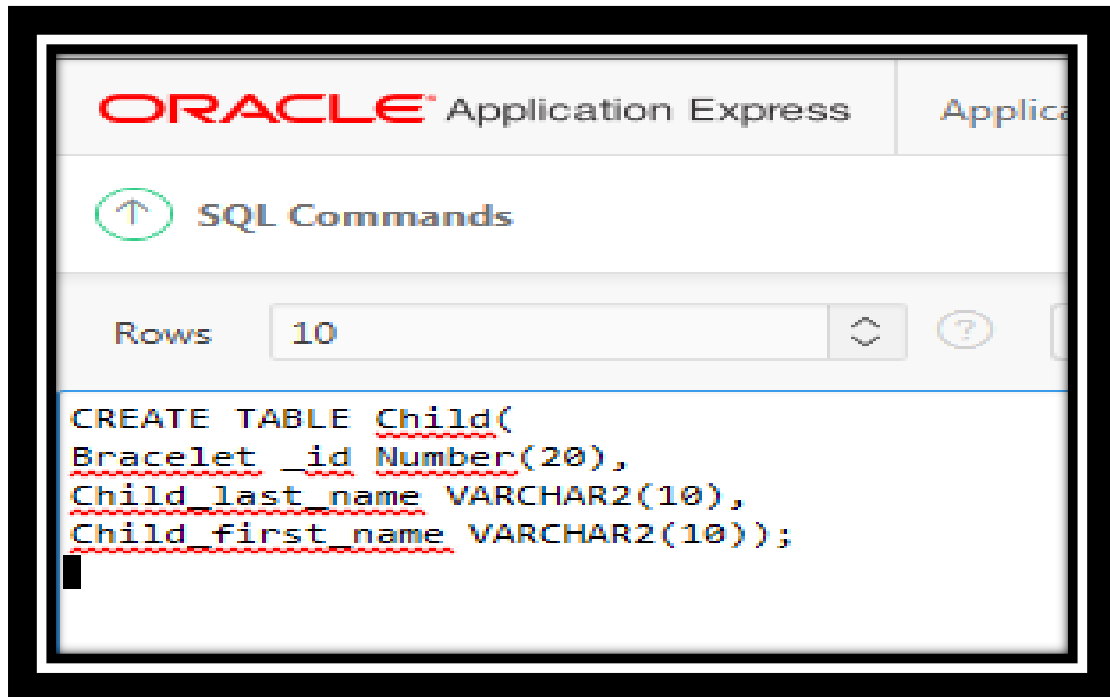 ORACLE Application Express Applica
SQL Commands
Rows 10
CREATE TABLE Child(
Bracelet _id Number(20),
Child_last_name VARCHAR2(10),
Child_first_name VARCHAR2(10));